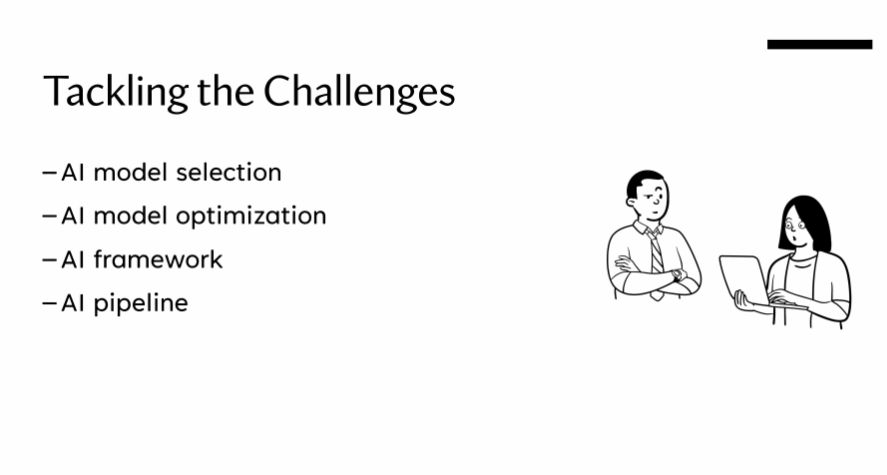 Tackling the Challenges
– AI model selection
– AI model optimization
– AI framework
– AI pipeline